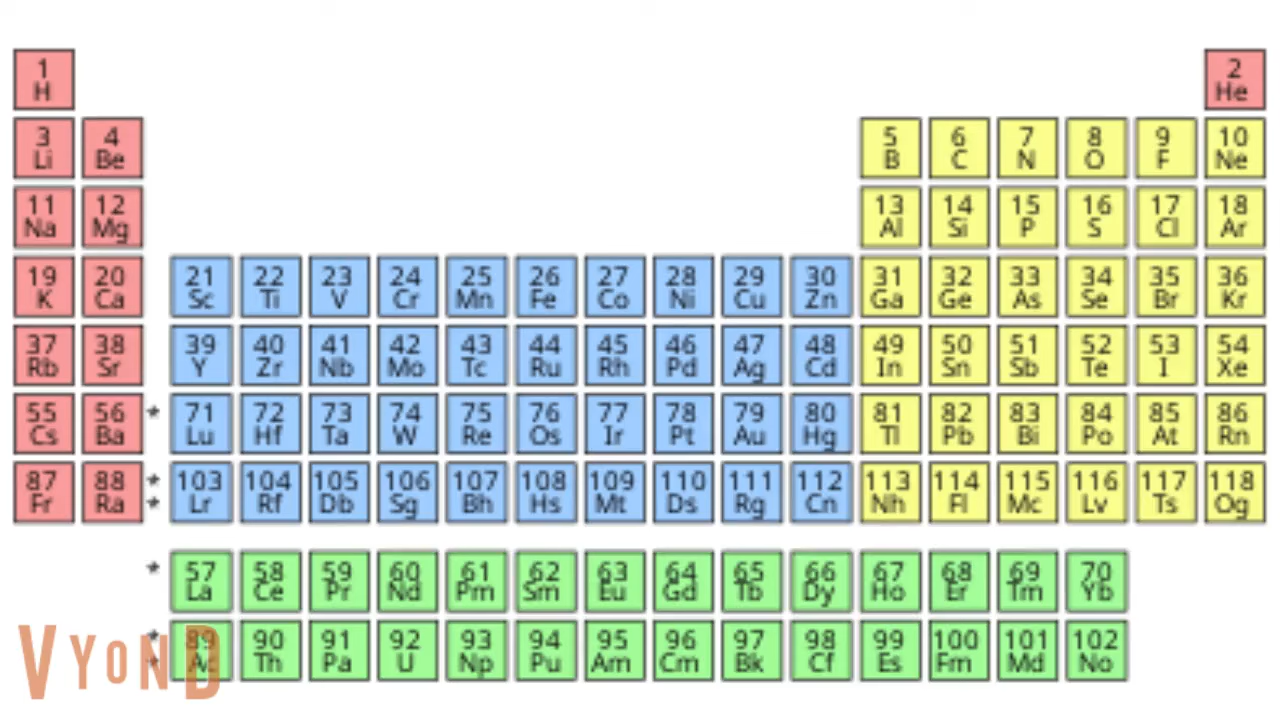 1 2
H He
3 4 5 6 7 8 9 10
Li Be B C N O F Ne
11 12 13 14 15 16 17 18
Na Mg Al Si P S Cl Ar
19 20 21 22 23 24 25 26 27 28 29 30 31 32 33 34 35 36
K Ca Sc Ti V Cr Mn Fe Co Ni Cu Zn Ga Ge As Se Br Kr
37 38 39 40 41 42 43 44 45 46 47 48 49 50 51 52 53 54
Rb Sr Y Zr Nb Mo Tc Ru Rh Pd Ag Cd In Sn Sb Te I Xe
55 56 * 71 72 73 74 75 76 77 78 79 80 81 82 83 84 85 86
Cs Ba Lu Hf Ta W Re Os Ir Pt Au Hg Tl Pb Bi Po At Rn
87 88 * 103 104 105 106 107 108 109 110 111 112 113 114 115 116 117 118
Fr Ra * Lr Rf Db Sg Bh Hs Mt Ds Rg Cn Nh Fl Mc Lv Ts Og
* 57 58 59 60 61 62 63 64 65 66 67 68 69 70
La Ce Pr Nd Pm Sm Eu Gd Tb Dy Ho Er Tm Yb
* 89 90 91 92 93 94 95 96 97 98 99 100 101 102
* Ac Th Pa U Np Pu Am Cm Bk Cf Es Fm Md No
VYOND